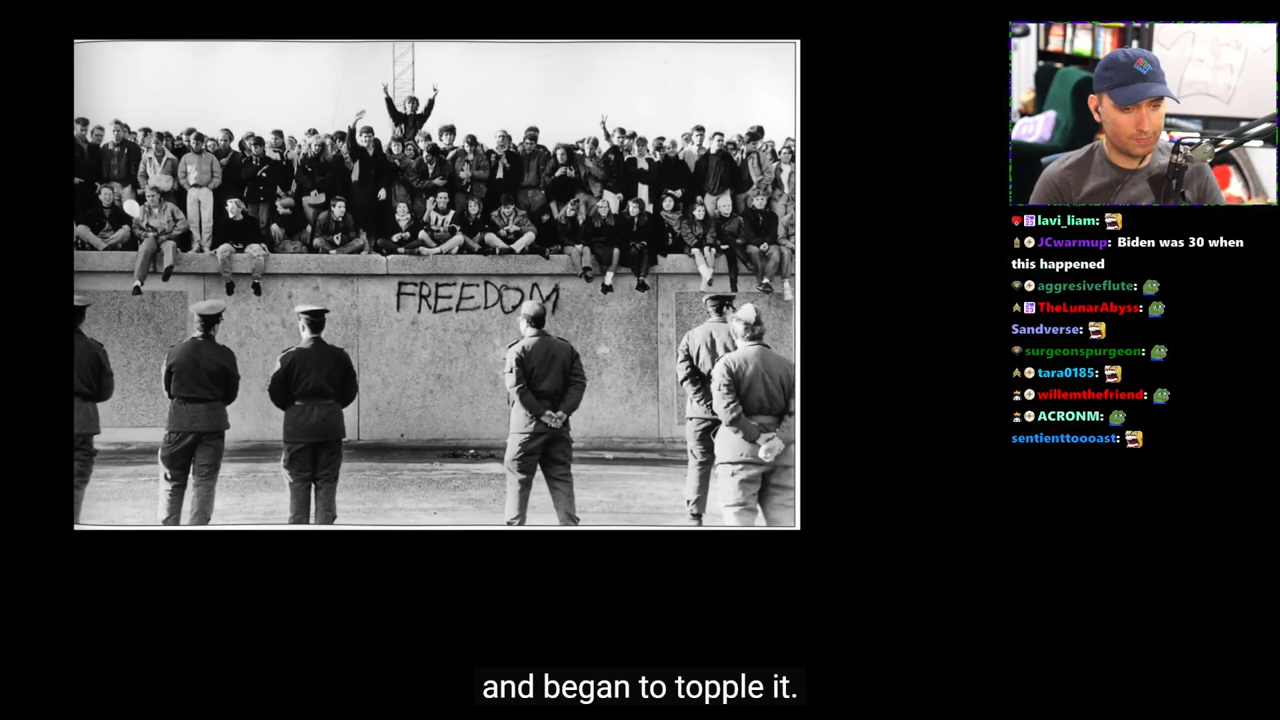 FREEDOM
lavi_liam:
JCwarmup: Biden was 30 when
this happened
aggresiveflute:
TheLunarAbyss:
Sandverse:
surgeonspurgeon:
tara0185:
willemthefriend:
ACRONM:
sentienttoooast:
and began to topple it.